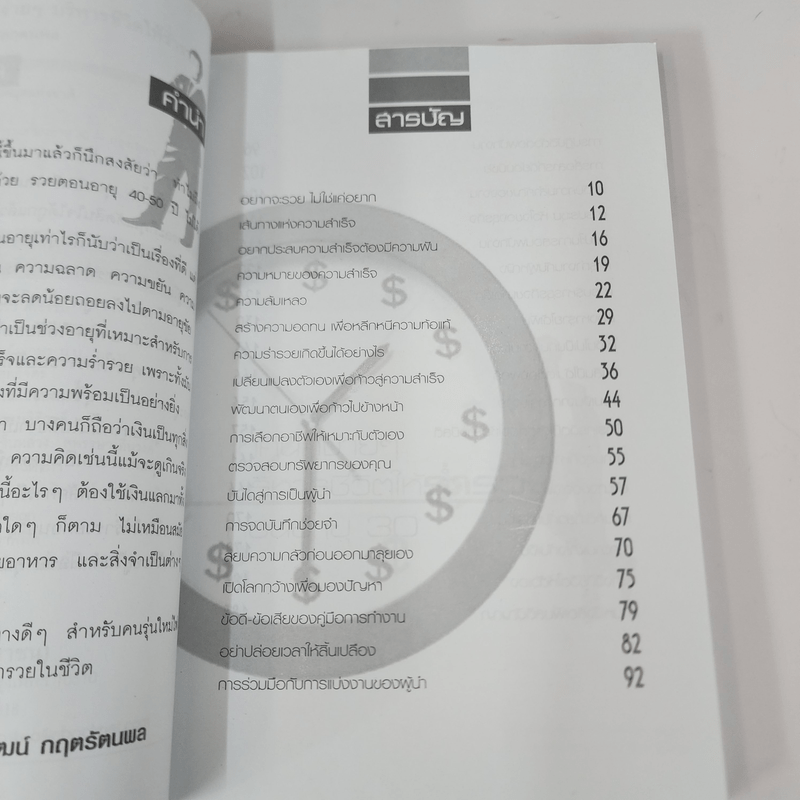 คำนำ
ขึ้นมาแล้วก็นึกสงสัยว่า
รวยตอนอายุ 40-50 ปี
อายุเท่าไรก็นับว่าเป็นเรื่องที่ดี
ความฉลาด ความขยัน
จะลดน้อยถอยลงไปตามอายุขัย
เป็นช่วงอายุที่เหมาะสำหรับการ
และความร่ำรวย เพราะทั้ง
ที่มีความพร้อมเป็นอย่างยิ่ง
บางคนก็ถือว่าเงินเป็นทุกสิ่ง
ความคิดเช่นนี้แม้จะดูเกินจริง
นี้อะไรๆ ต้องใช้เงินแลกมา
ใดๆ ก็ตาม ไม่เหมือนสมัย
อาหาร และสิ่งจำเป็นต่างๆ
ทางดีๆ สำหรับคนรุ่นใหม่
รวยในชีวิต
กฤตรัตนพล
สารบัญ
อยากจะรวย ไม่ใช่แค่อยาก 10
เส้นทางแห่งความสำเร็จ 12
อยากประสบความสำเร็จต้องมีความฝัน 16
ความหมายของความสำเร็จ 19
ความล้มเหลว 22
สร้างความอดทน เพื่อหลีกหนีความท้อแท้ 29
ความร่ำรวยเกิดขึ้นได้อย่างไร 32
เปลี่ยนแปลงตัวเองเพื่อก้าวสู่ความสำเร็จ 36
พัฒนาตนเองเพื่อก้าวไปข้างหน้า 44
การเลือกอาชีพให้เหมาะกับตัวเอง 50
ตรวจสอบทรัพยากรของคุณ 55
บันไดสู่การเป็นผู้นำ 57
การจดบันทึกช่วยจำ 67
สยบความกลัวก่อนออกมาลุยเอง 70
เปิดโลกกว้างเพื่อมองปัญหา 75
ข้อดี-ข้อเสียของคู่มือการทำงาน 79
อย่าปล่อยเวลาให้สิ้นเปลือง 82
การร่วมมือกับการแบ่งงานของผู้นำ 92